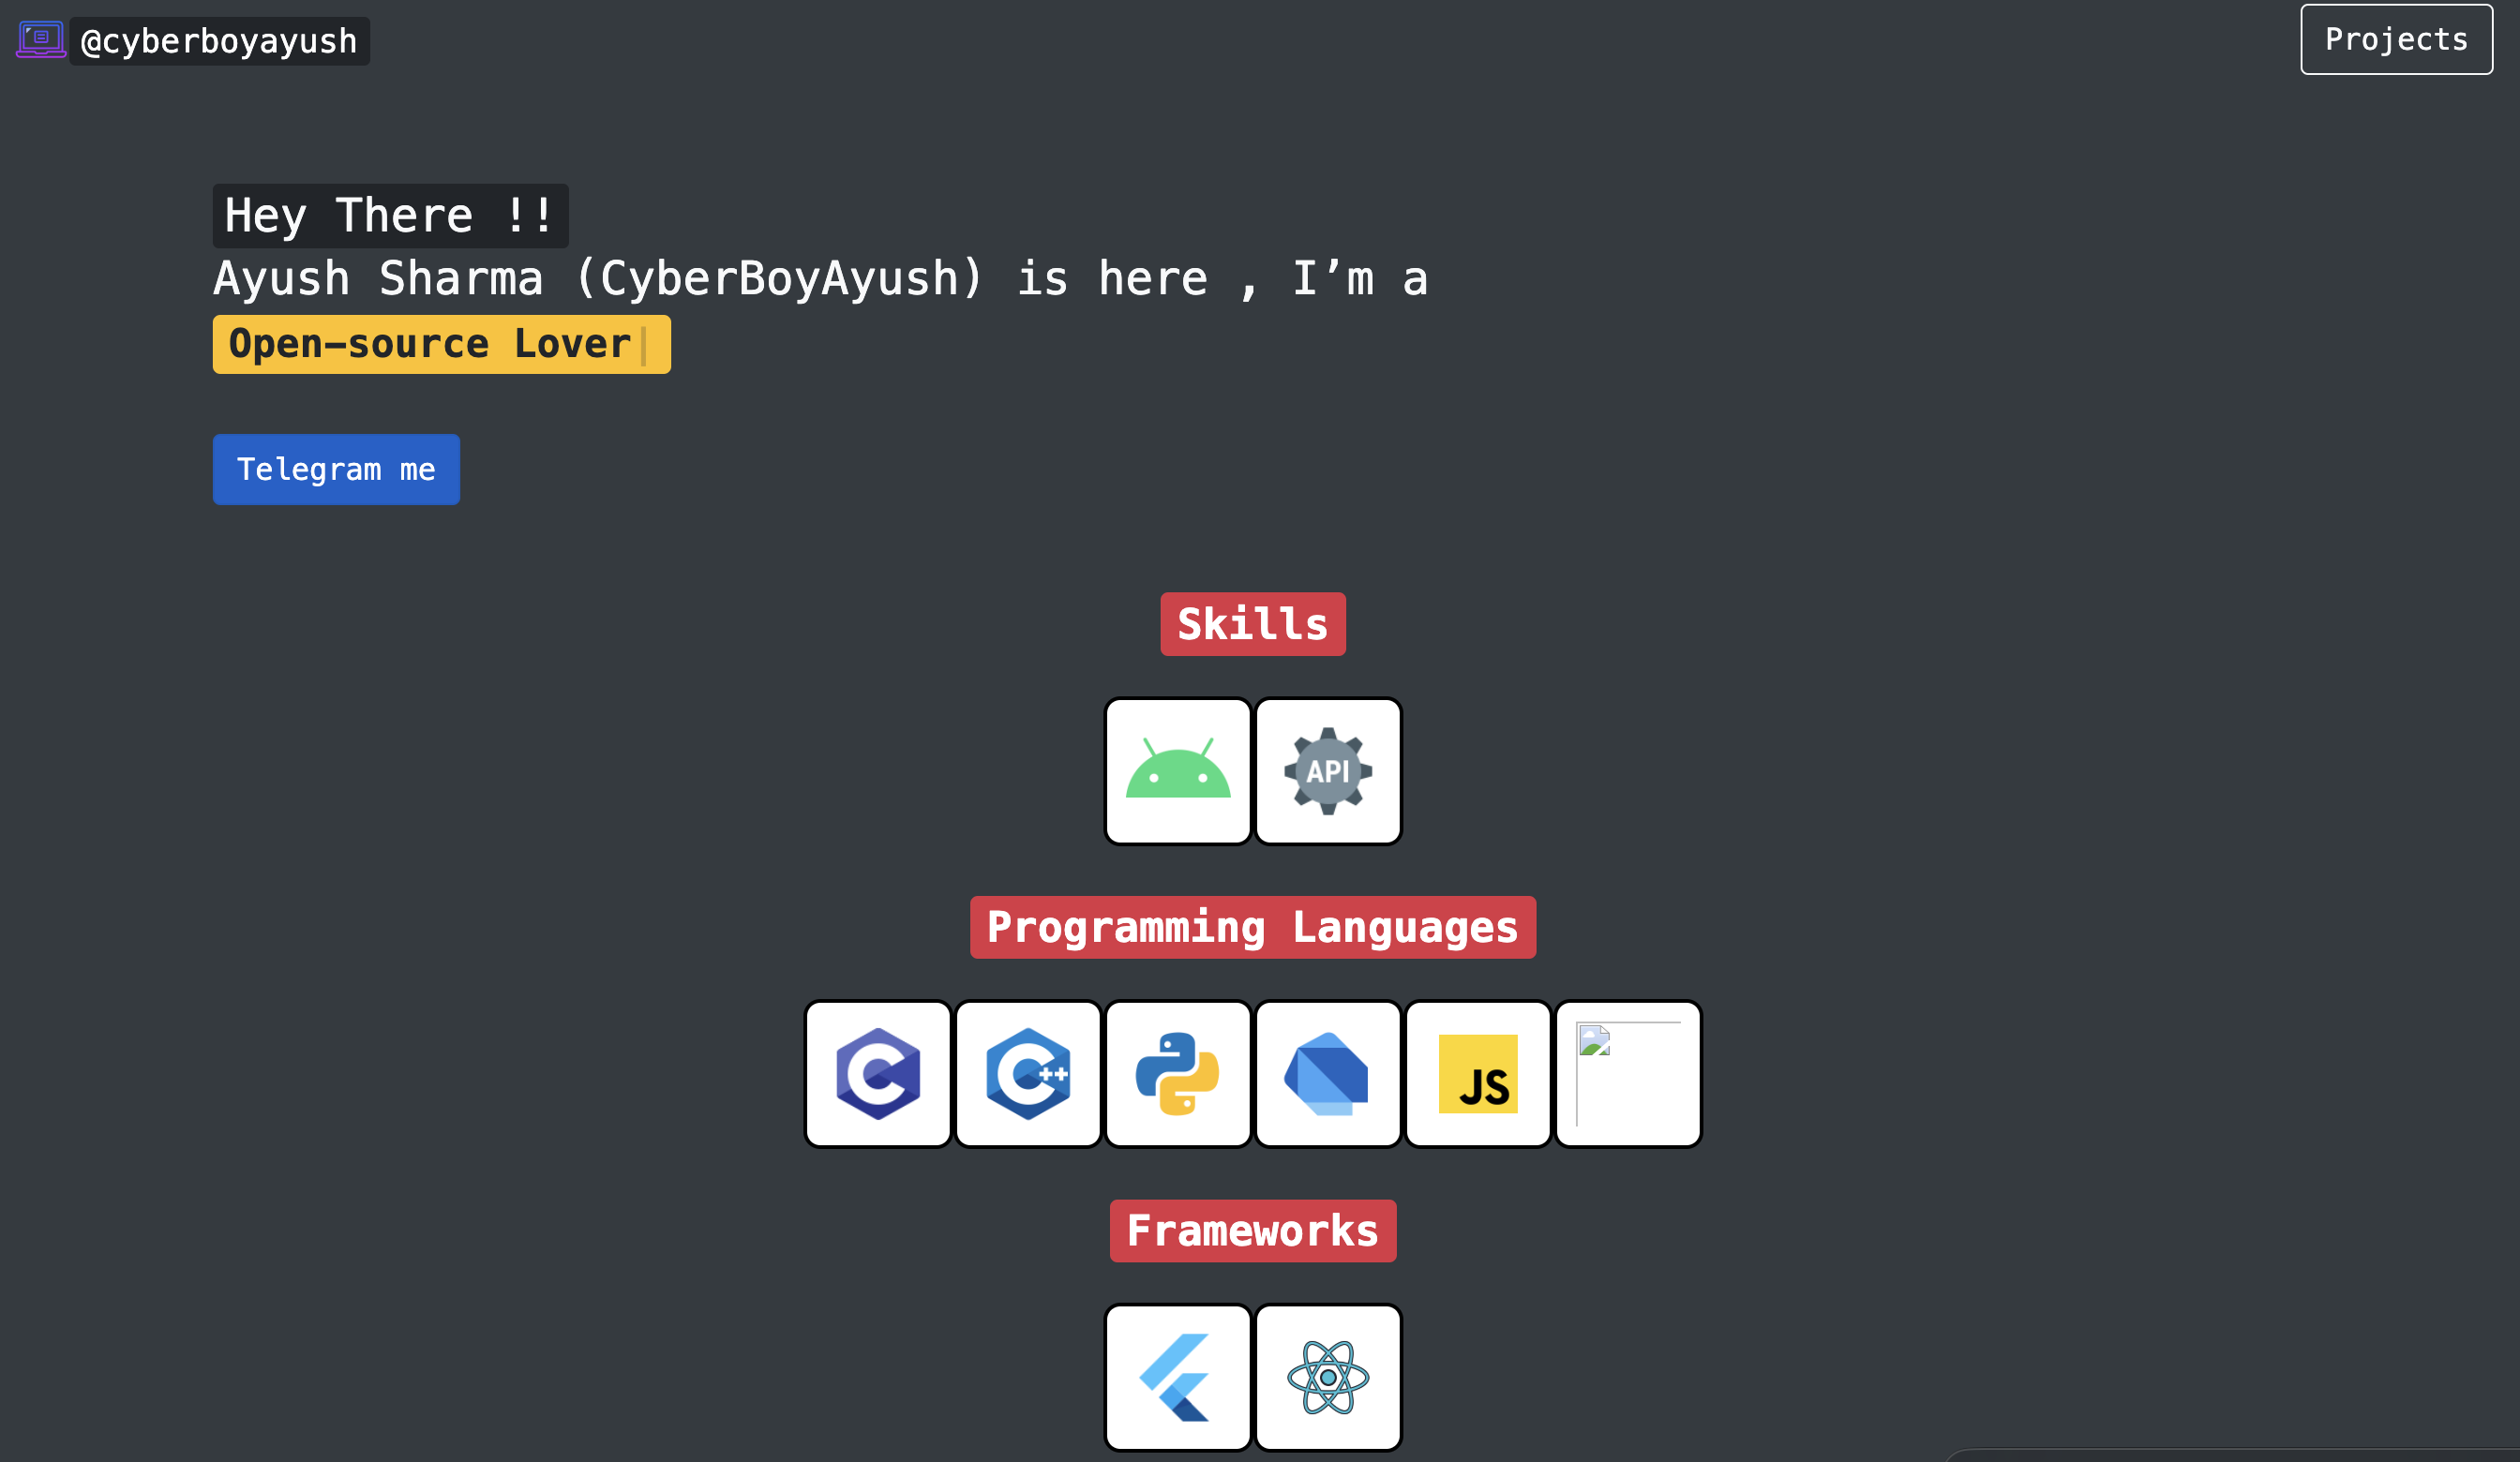 @cyberboyayush
Projects
Hey There !!
Ayush Sharma (CyberBoyAyush) is here , I’m a
Open-source Lover
Telegram me
Skills
API
Programming Languages
C
C++
JS
Frameworks